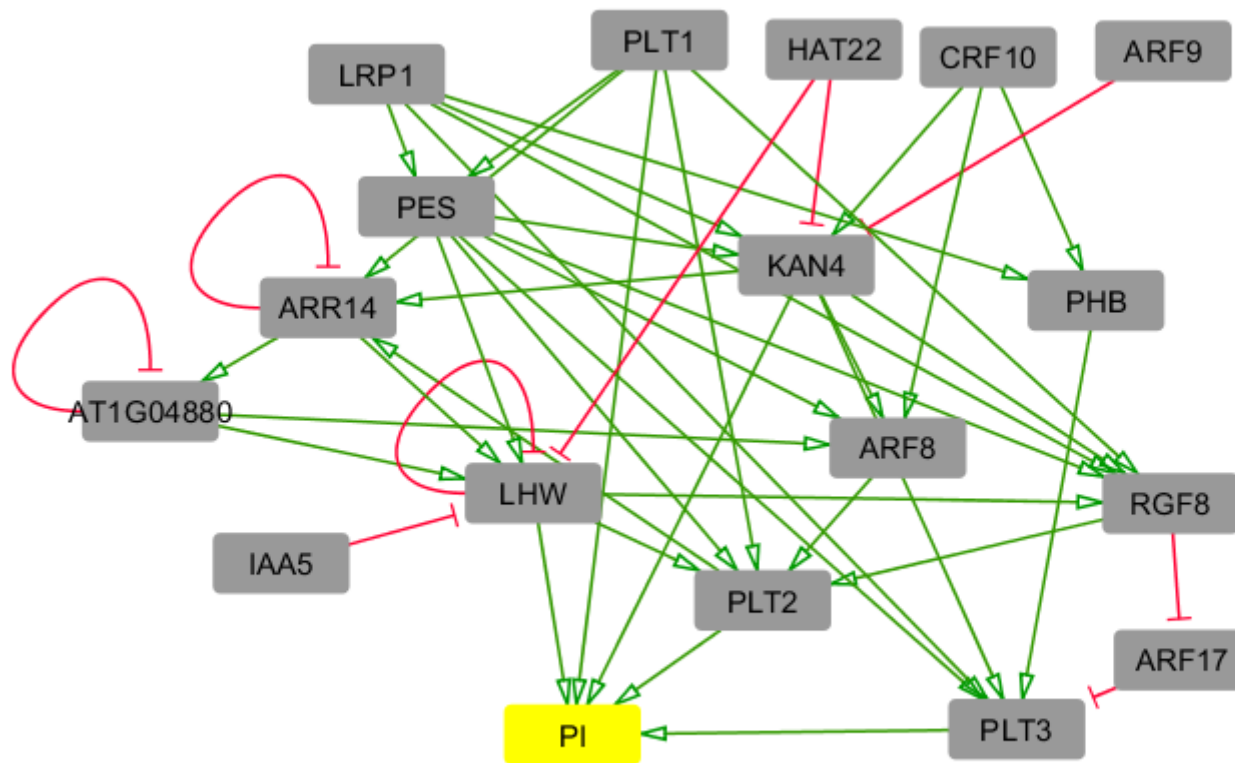 PLT1
HAT22
CRF10
ARF9
LRP1
PES
KAN4
PHB
ARR14
AT1G04880
ARF8
LHW
RGF8
IAA5
PLT2
ARF17
PI
PLT3